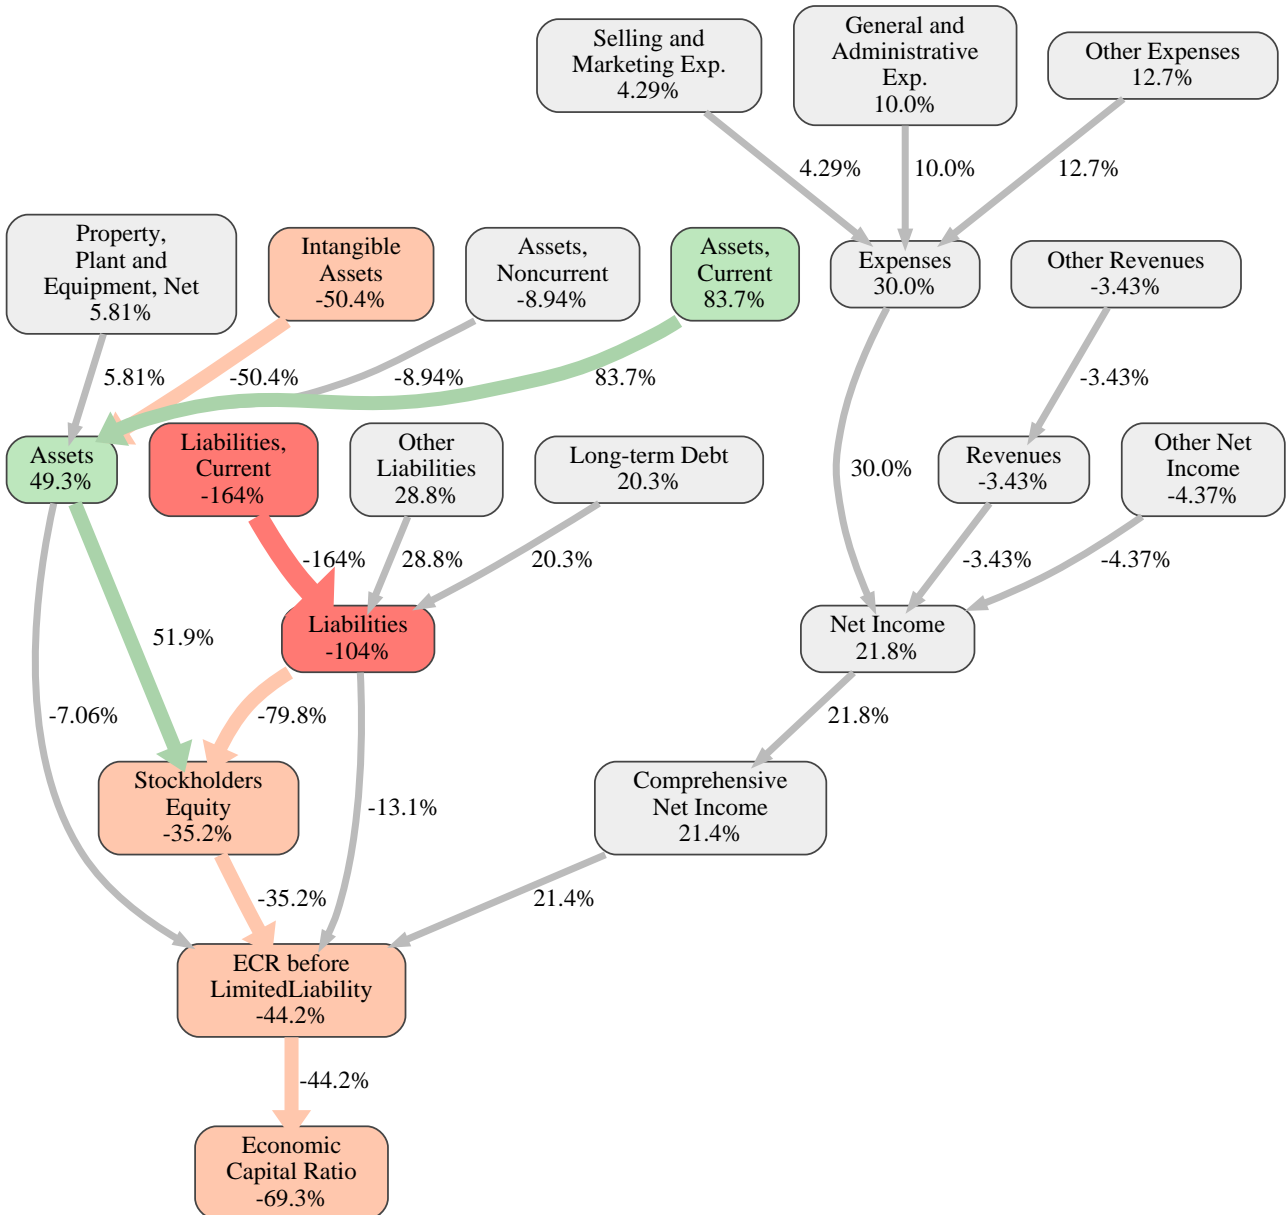 Selling and
Marketing Exp.
4.29%
General and
Administrative
Exp.
10.0%
Other Expenses
12.7%
4.29%
10.0%
12.7%
Property,
Plant and
Equipment, Net
5.81%
Intangible
Assets
-50.4%
Assets,
Noncurrent
-8.94%
Assets,
Current
83.7%
Expenses
30.0%
Other Revenues
-3.43%
5.81%
-50.4%
-8.94%
83.7%
-3.43%
Assets
49.3%
Liabilities,
Current
-164%
Other
Liabilities
28.8%
Long-term Debt
20.3%
30.0%
Revenues
-3.43%
Other Net
Income
-4.37%
-164%
28.8%
20.3%
-3.43%
-4.37%
51.9%
Liabilities
-104%
Net Income
21.8%
-7.06%
-79.8%
21.8%
Stockholders
Equity
-35.2%
-13.1%
Comprehensive
Net Income
21.4%
-35.2%
21.4%
ECR before
LimitedLiability
-44.2%
-44.2%
Economic
Capital Ratio
-69.3%